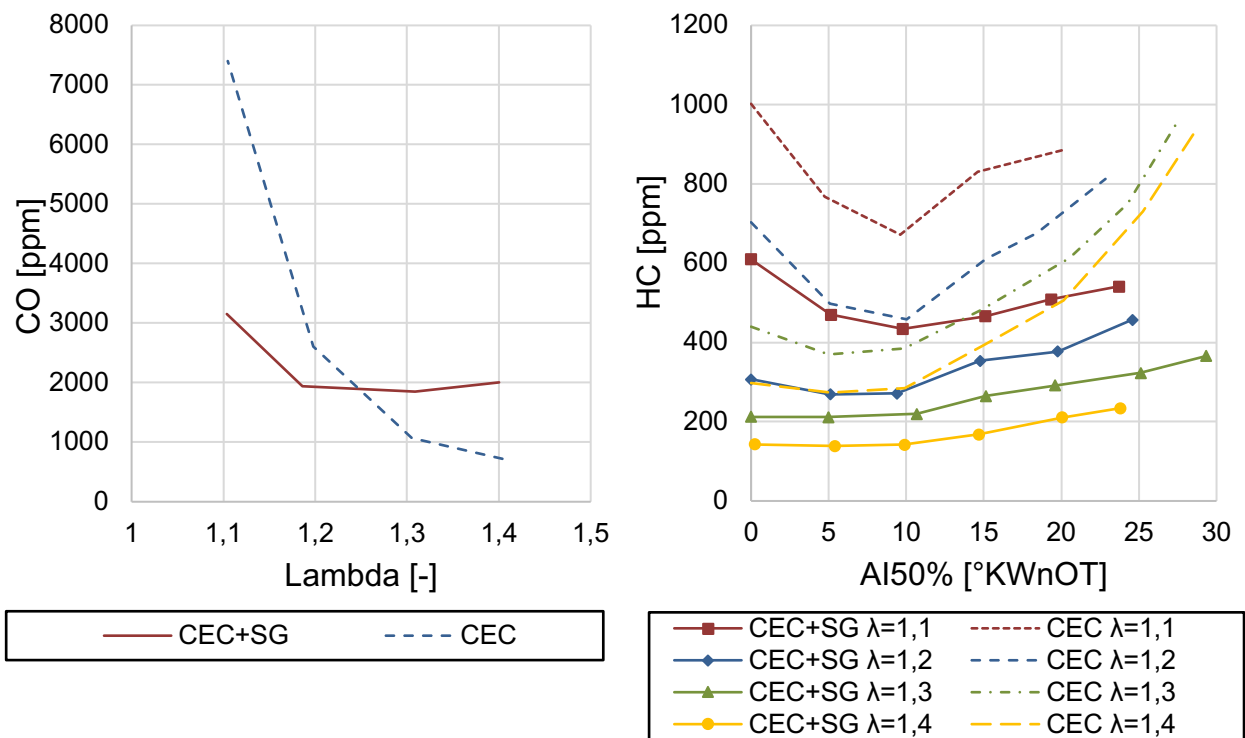 8000
7000
6000
5000
4000
3000
2000
1000
0
CO [ppm]
1 1,1 1,2 1,3 1,4 1,5
Lambda [-]
CEC+SG CEC
1200
1000
800
600
400
200
0
HC [ppm]
0 5 10 15 20 25 30
AI50% [°KWnOT]
CEC+SG λ=1,1 CEC λ=1,1
CEC+SG λ=1,2 CEC λ=1,2
CEC+SG λ=1,3 CEC λ=1,3
CEC+SG λ=1,4 CEC λ=1,4